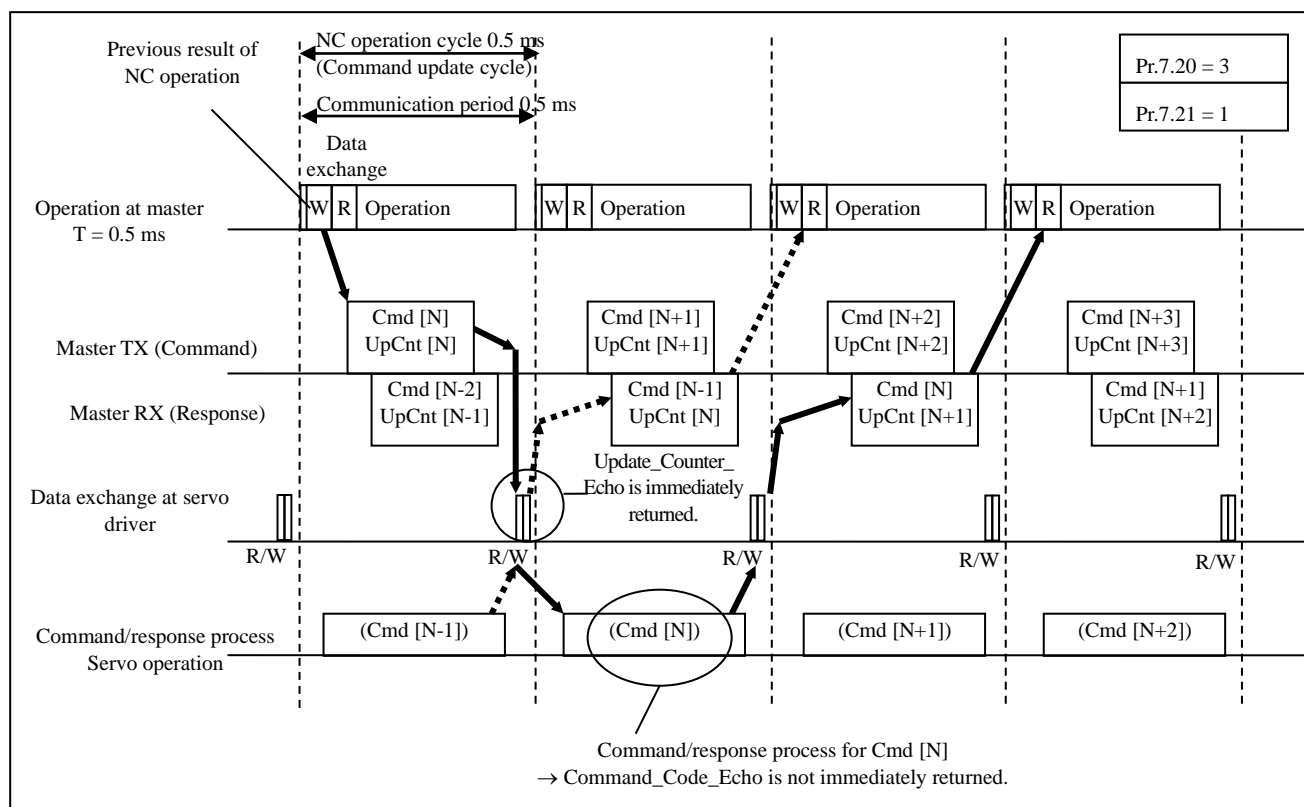 Previous result of
NC operation
NC operation cycle 0.5 ms
(Command update cycle)
Communication period 0.5 ms
Pr.7.20 = 3
Pr.7.21 = 1
Data
exchange
Operation at master
T = 0.5 ms
W R Operation
W R Operation
W R Operation
W R Operation
Master TX (Command)
Cmd [N]
UpCnt [N]
Cmd [N+1]
UpCnt [N+1]
Cmd [N+2]
UpCnt [N+2]
Cmd [N+3]
UpCnt [N+3]
Master RX (Response)
Cmd [N-2]
UpCnt [N-1]
Cmd [N-1]
UpCnt [N]
Cmd [N]
UpCnt [N+1]
Cmd [N+1]
UpCnt [N+2]
Update_Counter_
Echo is immediately
returned.
Data exchange at servo
driver
R/W
R/W
R/W
R/W
R/W
Command/response process
Servo operation
(Cmd [N-1])
(Cmd [N])
(Cmd [N+1])
(Cmd [N+2])
Command/response process for Cmd [N]
→ Command_Code_Echo is not immediately returned.